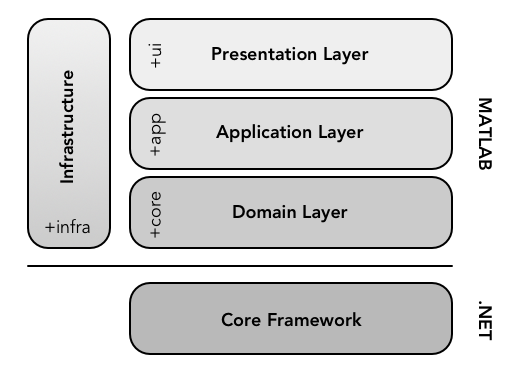 Infrastructure
+infra
+ui
Presentation Layer
+app
Application Layer
+core
Domain Layer
MATLAB
Core Framework
.NET